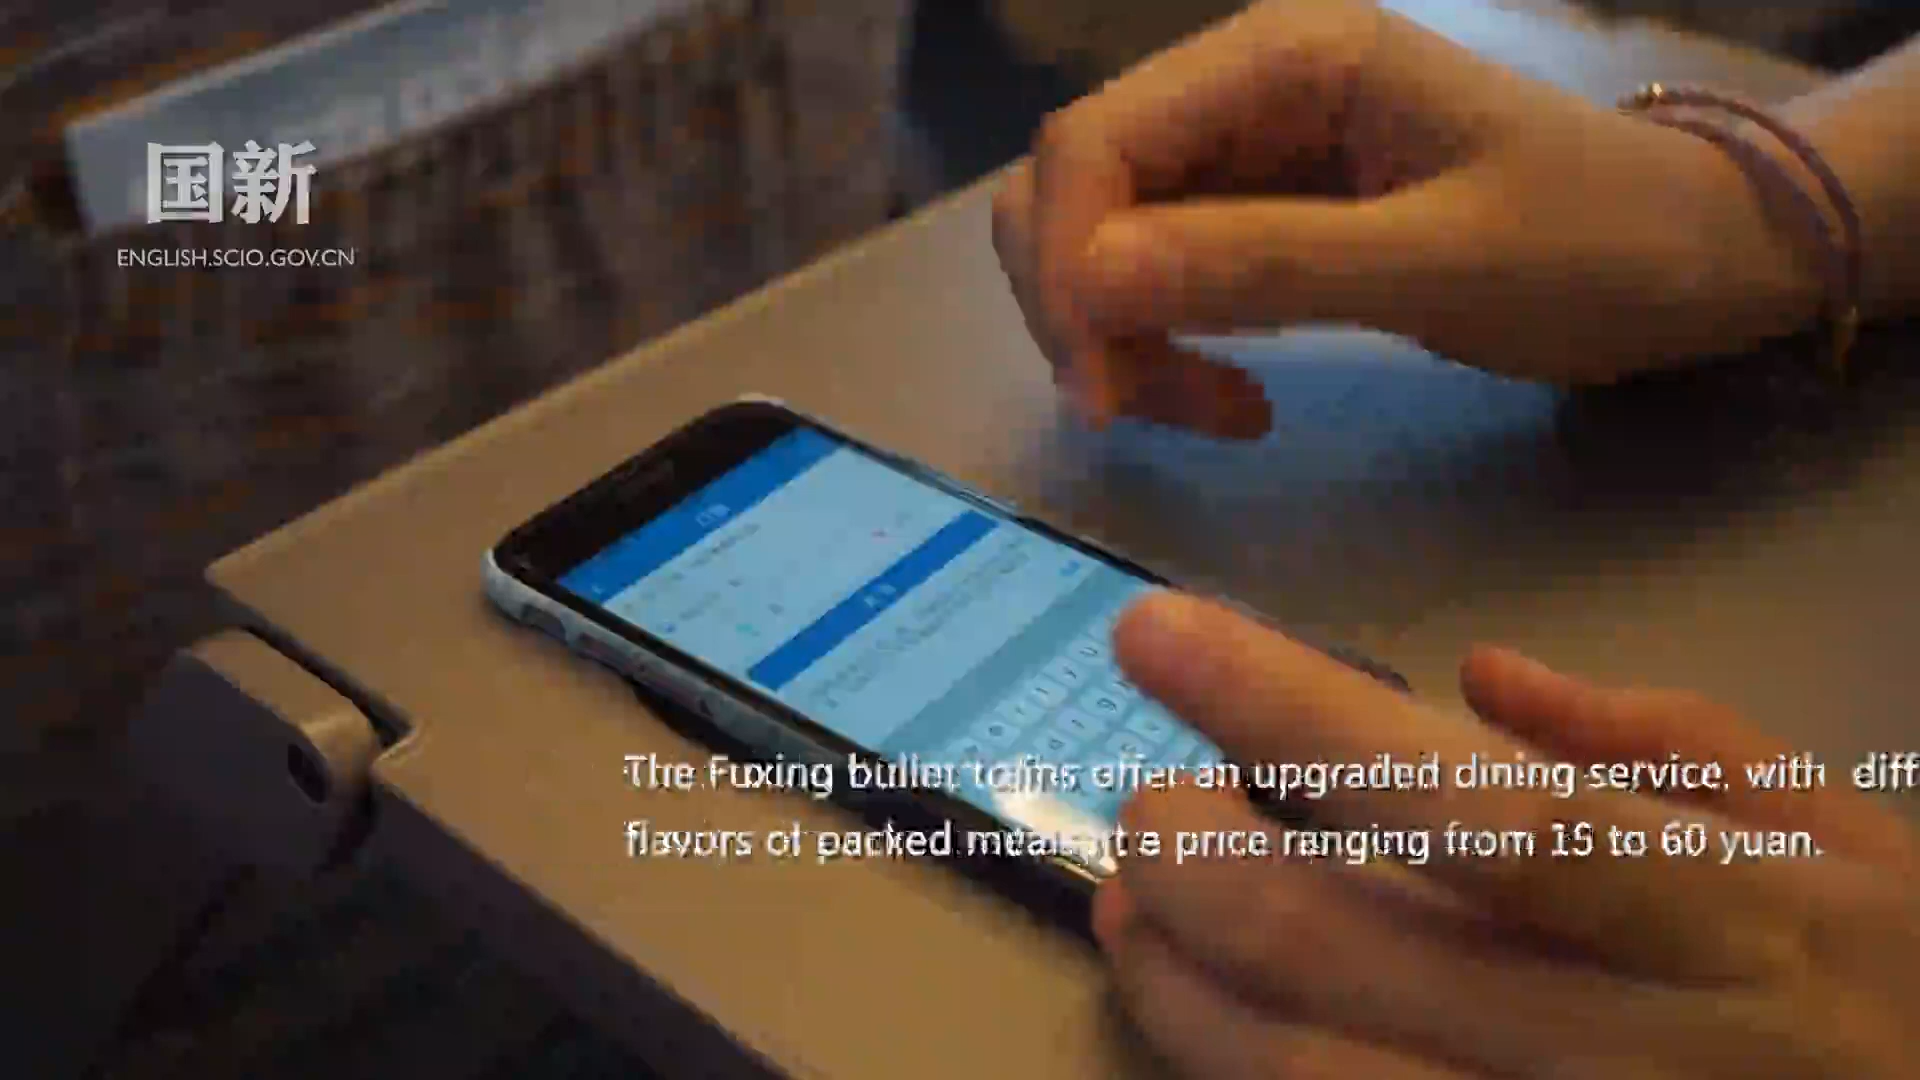 国新
ENGLISH.SCIO.GOV.CN
The Fuxing bullet trains offer an upgraded dining service, with diff
flavors of packed meals at a price ranging from 15 to 60 yuan.